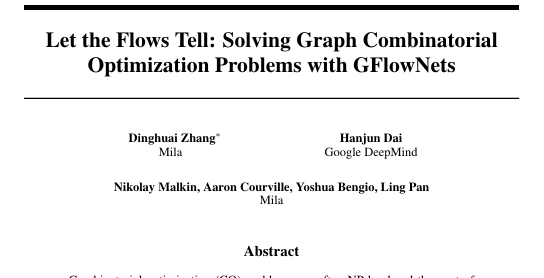 Let the Flows Tell: Solving Graph Combinatorial
Optimization Problems with GFlowNets
Dinghuai Zhang* Hanjun Dai
Mila Google DeepMind
Nikolay Malkin, Aaron Courville, Yoshua Bengio, Ling Pan
Mila
Abstract